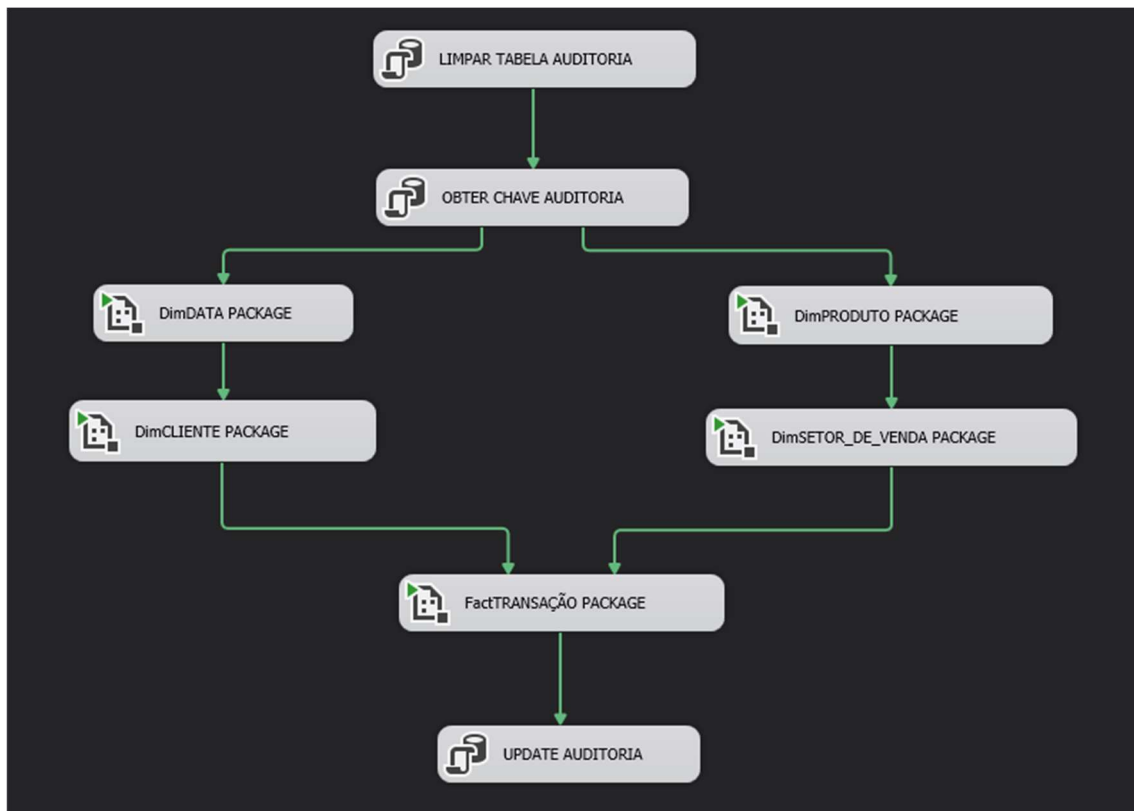 LIMPAR TABELA AUDITORIA
OBTER CHAVE AUDITORIA
DimDATA PACKAGE
DimPRODUTO PACKAGE
DimCLIENTE PACKAGE
DimSETOR_DE_VENDA PACKAGE
FactTRANSAÇÃO PACKAGE
UPDATE AUDITORIA